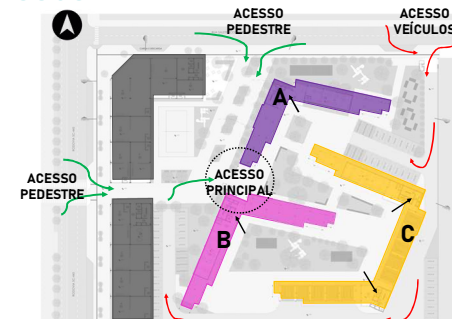 ACESSO
PEDESTRE
ACESSO
VEÍCULOS
A
ACESSO
PEDESTRE
ACESSO
PRINCIPAL
B
C